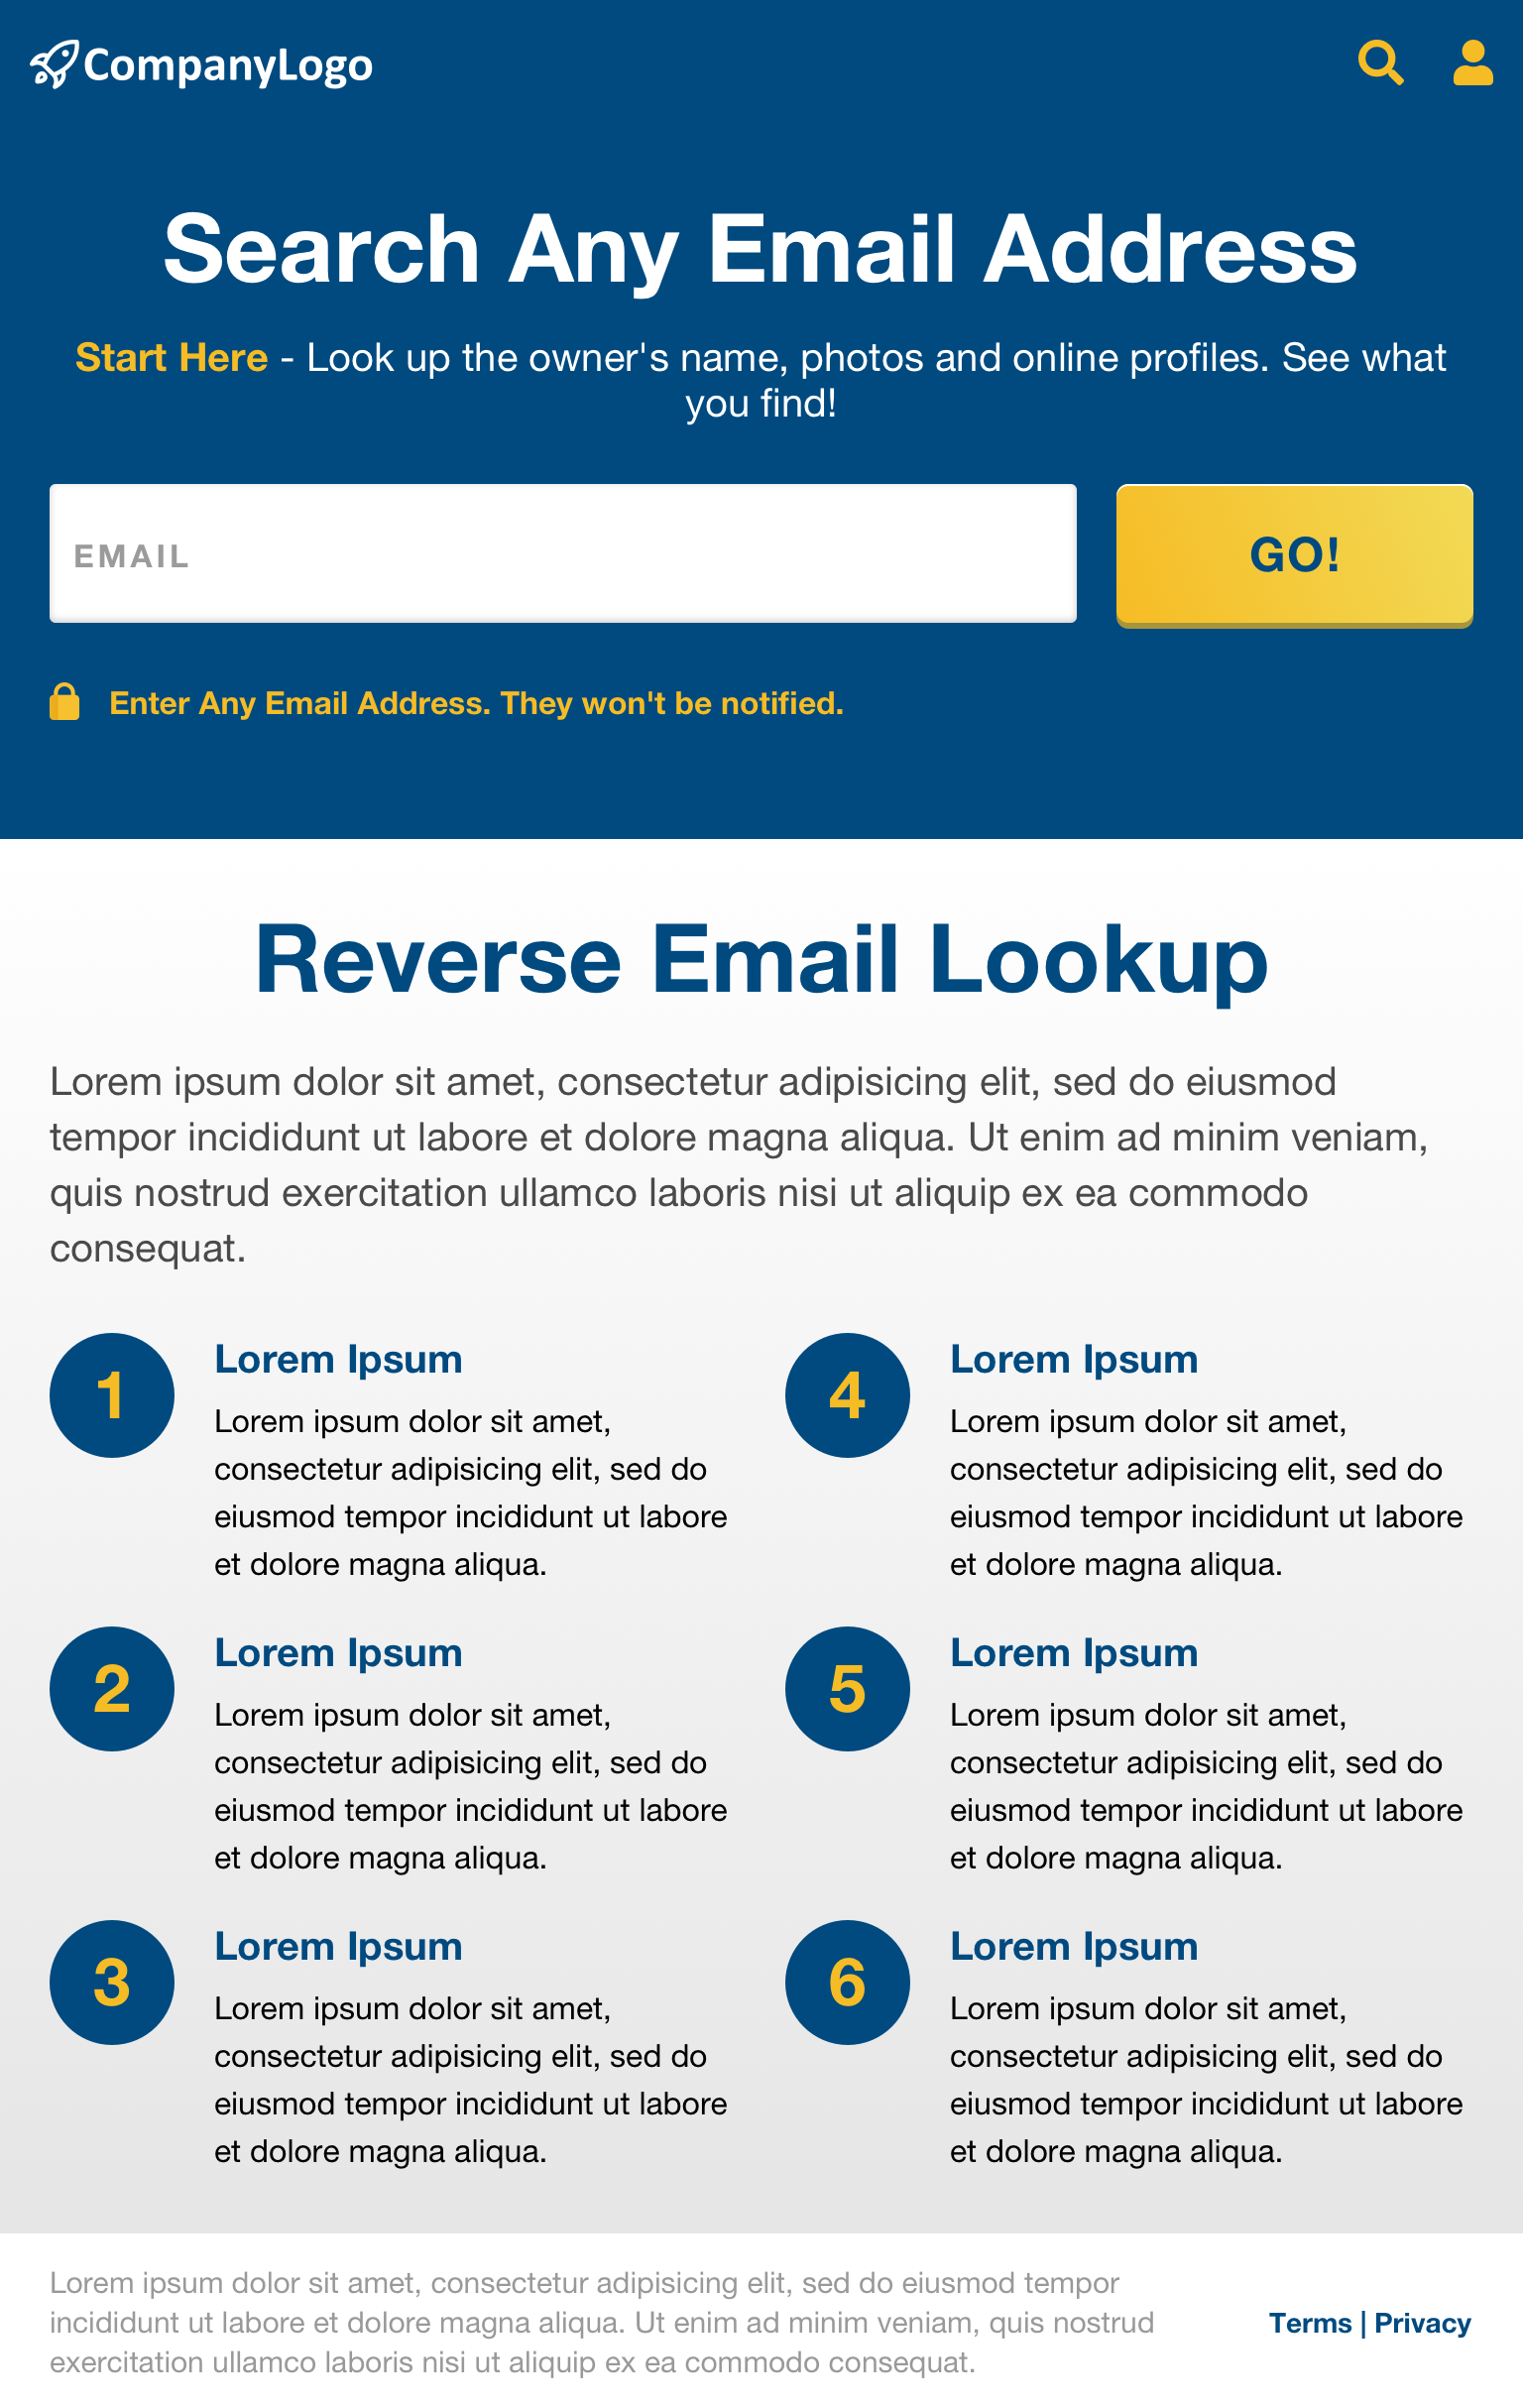 CompanyLogo
Search Any Email Address
Start Here - Look up the owner's name, photos and online profiles. See what
you find!
EMAIL
GO!
Enter Any Email Address. They won't be notified.
Reverse Email Lookup
Lorem ipsum dolor sit amet, consectetur adipisicing elit, sed do eiusmod
tempor incididunt ut labore et dolore magna aliqua. Ut enim ad minim veniam,
quis nostrud exercitation ullamco laboris nisi ut aliquip ex ea commodo
consequat.
1
Lorem Ipsum
Lorem ipsum dolor sit amet,
consectetur adipisicing elit, sed do
eiusmod tempor incididunt ut labore
et dolore magna aliqua.
2
Lorem Ipsum
Lorem ipsum dolor sit amet,
consectetur adipisicing elit, sed do
eiusmod tempor incididunt ut labore
et dolore magna aliqua.
3
Lorem Ipsum
Lorem ipsum dolor sit amet,
consectetur adipisicing elit, sed do
eiusmod tempor incididunt ut labore
et dolore magna aliqua.
4
Lorem Ipsum
Lorem ipsum dolor sit amet,
consectetur adipisicing elit, sed do
eiusmod tempor incididunt ut labore
et dolore magna aliqua.
5
Lorem Ipsum
Lorem ipsum dolor sit amet,
consectetur adipisicing elit, sed do
eiusmod tempor incididunt ut labore
et dolore magna aliqua.
6
Lorem Ipsum
Lorem ipsum dolor sit amet,
consectetur adipisicing elit, sed do
eiusmod tempor incididunt ut labore
et dolore magna aliqua.
Lorem ipsum dolor sit amet, consectetur adipisicing elit, sed do eiusmod tempor
incididunt ut labore et dolore magna aliqua. Ut enim ad minim veniam, quis nostrud
exercitation ullamco laboris nisi ut aliquip ex ea commodo consequat.
Terms | Privacy